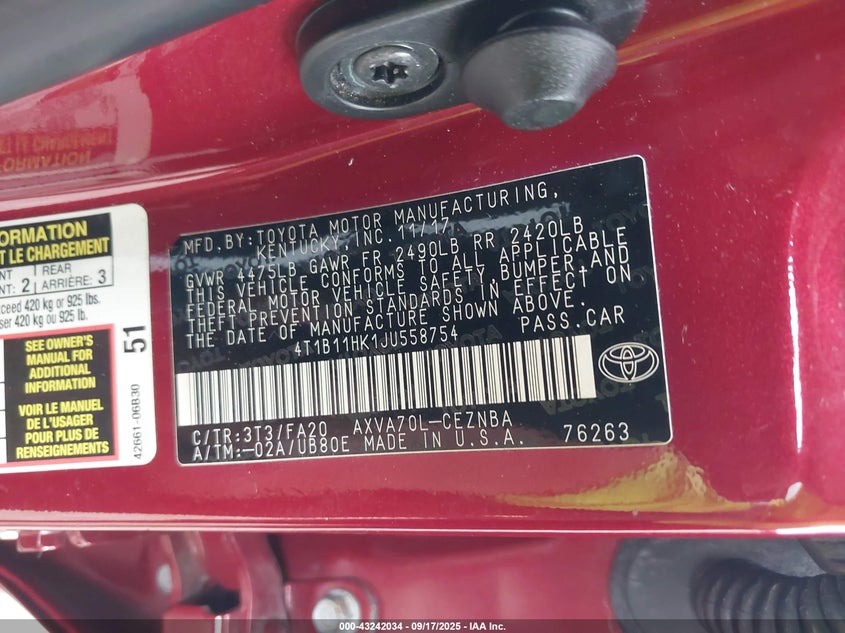 ORMATION
INFORMATION
T LE CHARGEMENT
NT 2 REAR
NT: 2 ARRIÈRE: 3
xceed 420 kg or 925 lbs.
ser 420 kg ou 925 lb.
SEE OWNER'S
MANUAL FOR
ADDITIONAL
INFORMATION
VOIR LE MANUEL
DE L'USAGER
POUR PLUS DE
RENSEIGNEMENTS
51
42661-06B30
MFD. BY: TOYOTA MOTOR MANUFACTURING,
KENTUCKY, INC. 11/17
GVWR 4475LB GAWR FR 2490LB RR 2420LB
THIS VEHICLE CONFORMS TO ALL APPLICABLE
FEDERAL MOTOR VEHICLE SAFETY, BUMPER, AND
THEFT PREVENTION STANDARDS IN EFFECT ON
THE DATE OF MANUFACTURE SHOWN ABOVE.
4T1B11HK1JU558754 PASS.CAR
C/TR:3T3/FA20 AXVA70L-CEZNBA
A/TM:-02A/UB80E MADE IN U.S.A. 76263
000-43242034 - 09/17/2025 - IAA Inc.